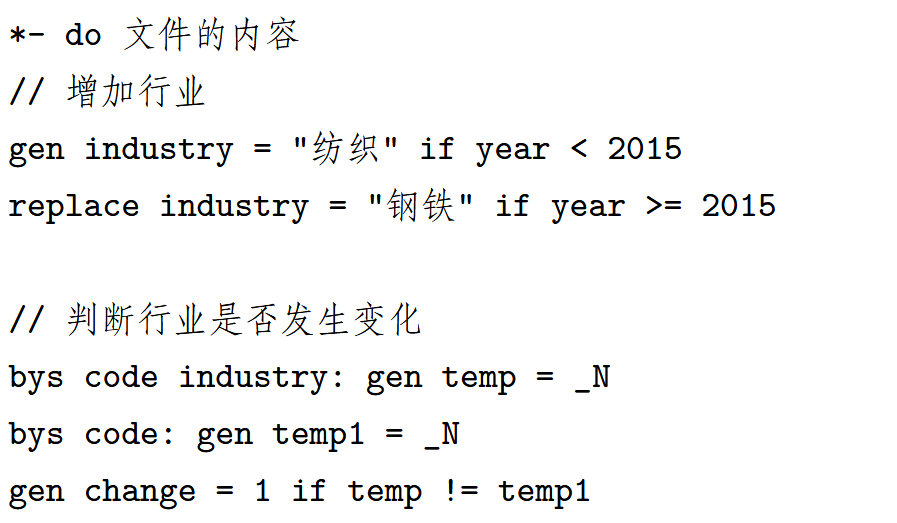 *- do 文件的内容
// 增加行业
gen industry = "纺织" if year < 2015
replace industry = "钢铁" if year >= 2015
// 判断行业是否发生变化
bys code industry: gen temp = _N
bys code: gen temp1 = _N
gen change = 1 if temp != temp1